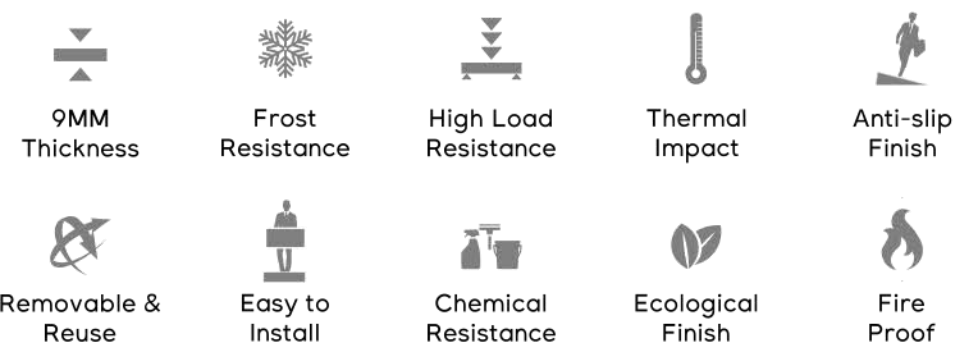 9MM
Thickness
Frost
Resistance
High Load
Resistance
Thermal
Impact
Anti-slip
Finish
Removable &
Reuse
Easy to
Install
Chemical
Resistance
Ecological
Finish
Fire
Proof